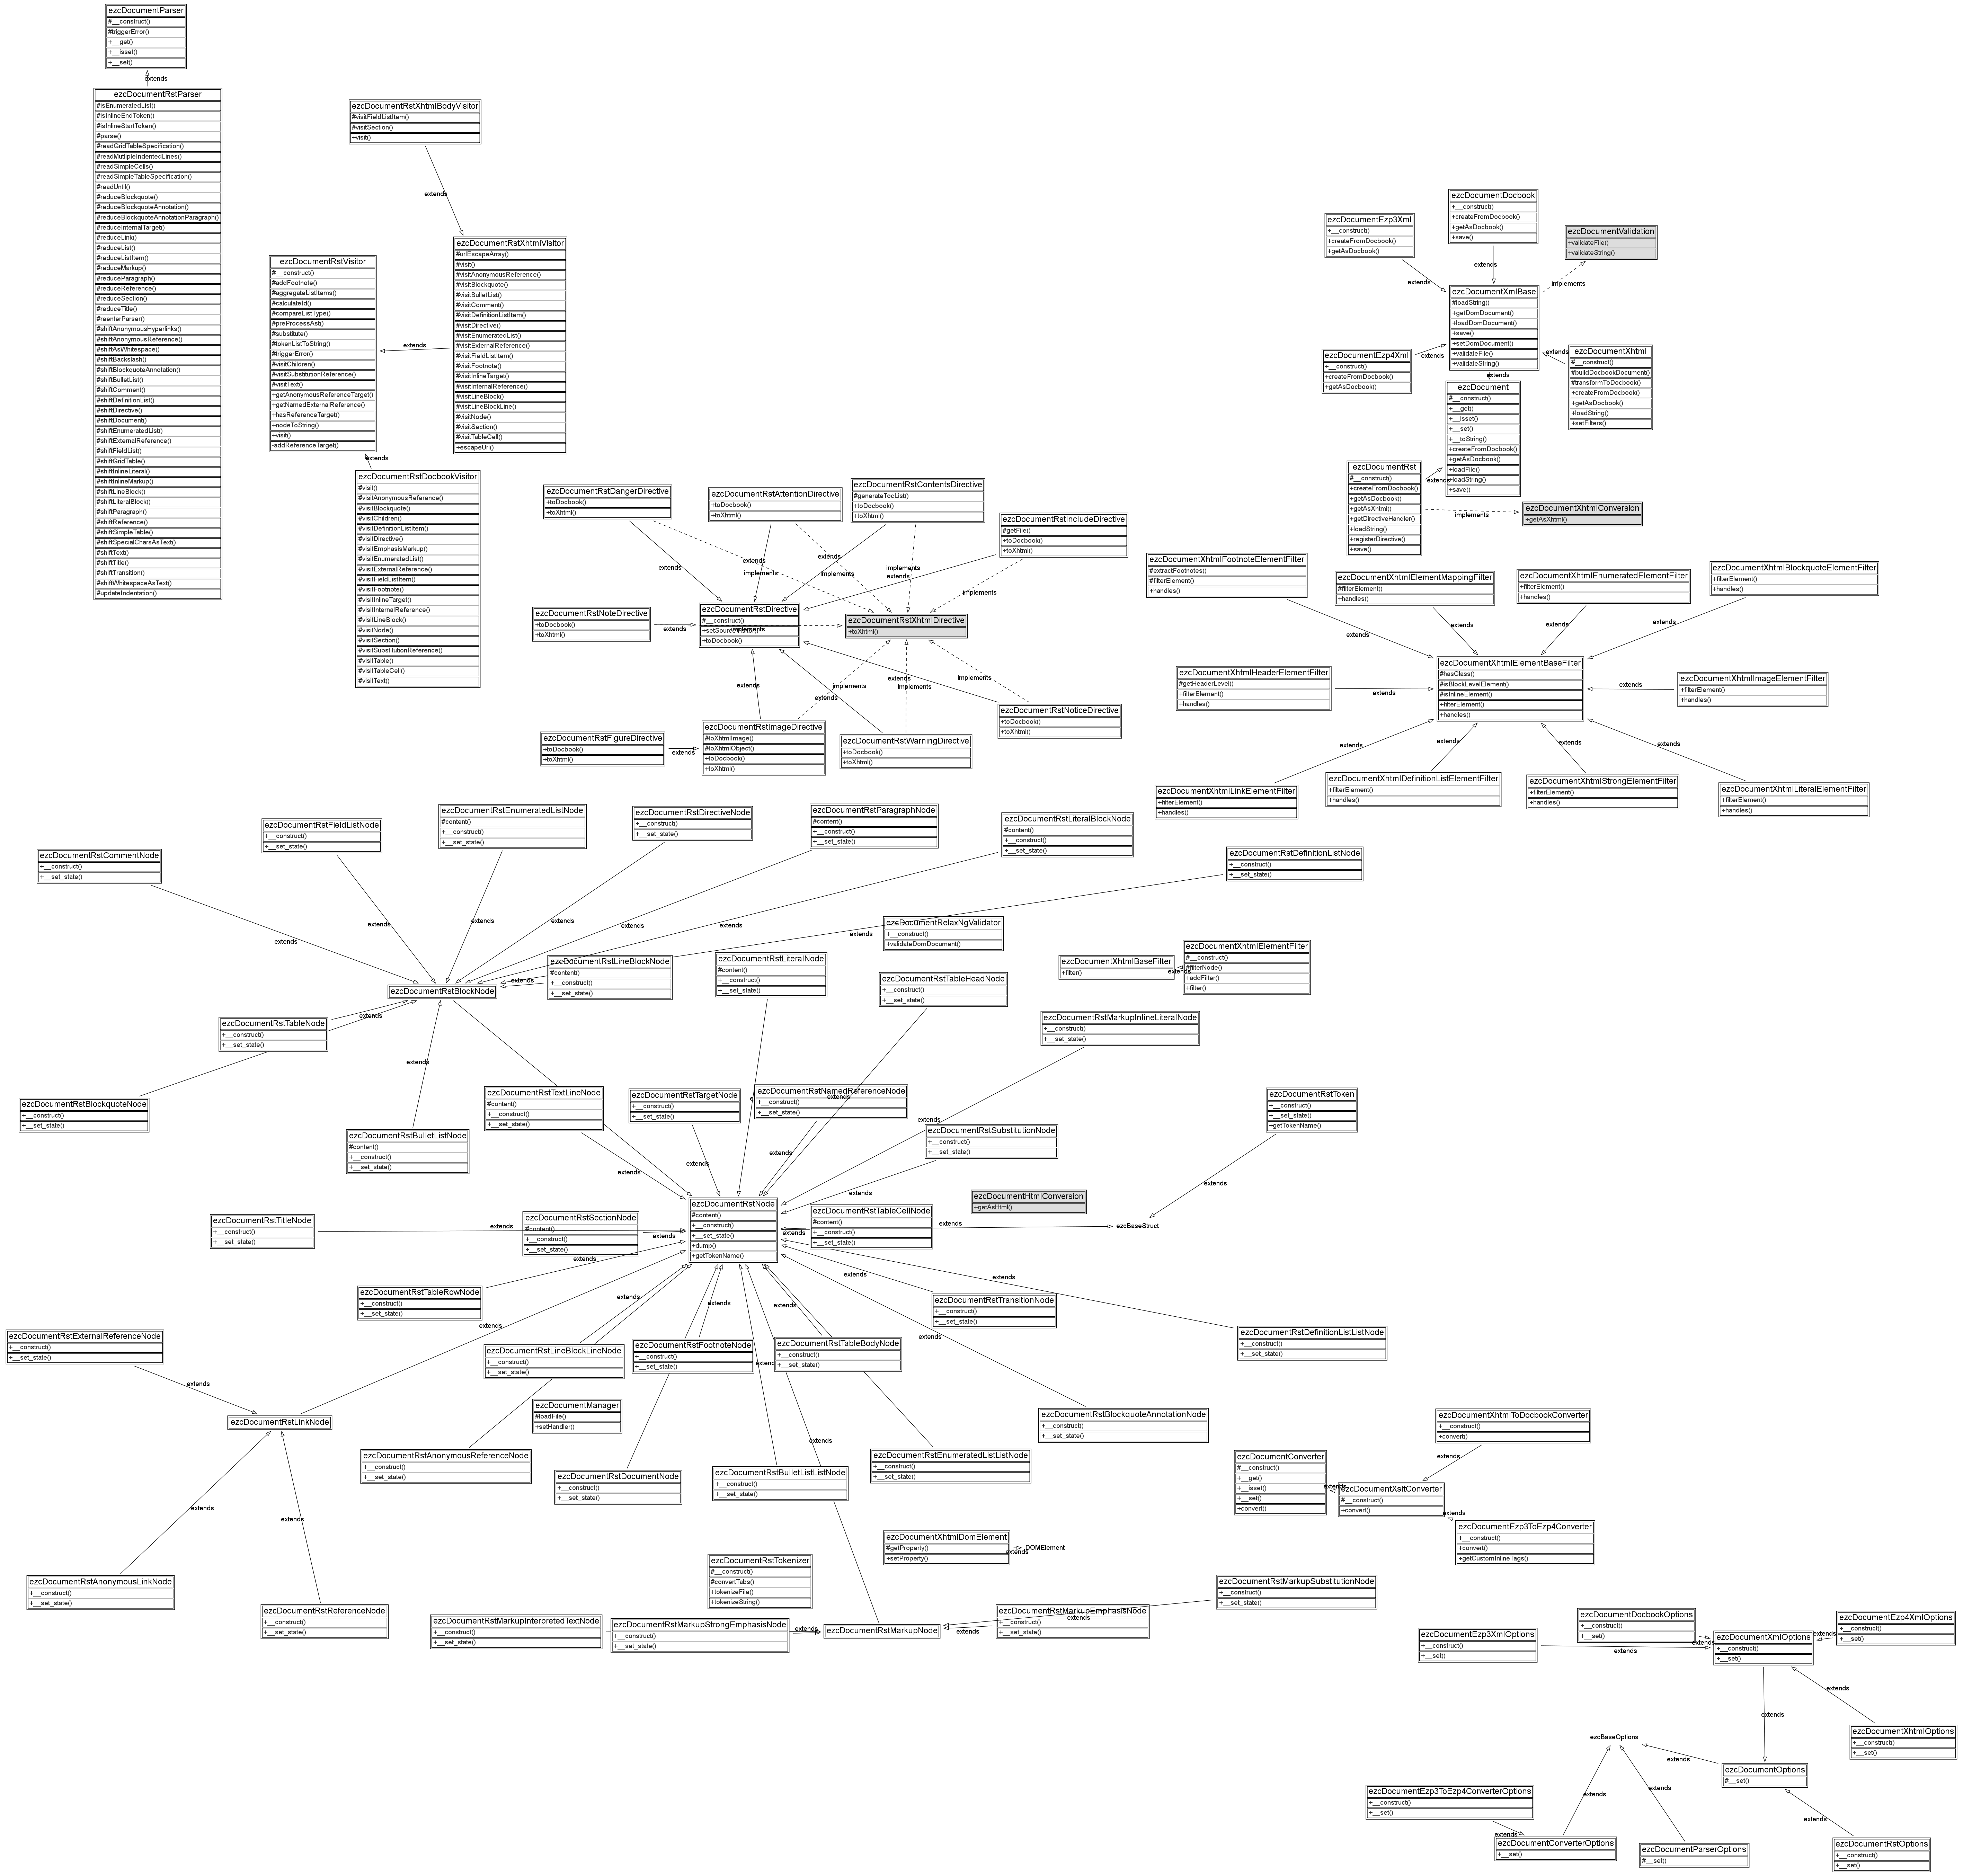 ezcDocumentParser
#__construct()
#triggerError()
+__get()
+__isset()
+__set()
extends
ezcDocumentRstParser
#isEnumeratedList()
#isInlineEndToken()
#isInlineStartToken()
#parse()
#readGridTableSpecification()
#readMutlipleIndentedLines()
#readSimpleCells()
#readSimpleTableSpecification()
#readUntil()
#reduceBlockquote()
#reduceBlockquoteAnnotation()
#reduceBlockquoteAnnotationParagraph()
#reduceInternalTarget()
#reduceLink()
#reduceList()
#reduceListItem()
#reduceMarkup()
#reduceParagraph()
#reduceReference()
#reduceSection()
#reduceTitle()
#reenterParser()
#shiftAnonymousHyperlinks()
#shiftAnonymousReference()
#shiftAsWhitespace()
#shiftBackslash()
#shiftBlockquoteAnnotation()
#shiftBulletList()
#shiftComment()
#shiftDefinitionList()
#shiftDirective()
#shiftDocument()
#shiftEnumeratedList()
#shiftExternalReference()
#shiftFieldList()
#shiftGridTable()
#shiftInlineLiteral()
#shiftInlineMarkup()
#shiftLineBlock()
#shiftLiteralBlock()
#shiftParagraph()
#shiftReference()
#shiftSimpleTable()
#shiftSpecialCharsAsText()
#shiftText()
#shiftTitle()
#shiftTransition()
#shiftWhitespaceAsText()
#updateIndentation()
ezcDocumentRstXhtmlBodyVisitor
#visitFieldListItem()
#visitSection()
+visit()
extends
ezcDocumentRstVisitor
#__construct()
#addFootnote()
#aggregateListItems()
#calculateId()
#compareListType()
#preProcessAst()
#substitute()
#tokenListToString()
#triggerError()
#visitChildren()
#visitSubstitutionReference()
#visitText()
+getAnonymousReferenceTarget()
+getNamedExternalReference()
+hasReferenceTarget()
+nodeToString()
+visit()
-addReferenceTarget()
extends
ezcDocumentRstXhtmlVisitor
#urlEscapeArray()
#visit()
#visitAnonymousReference()
#visitBlockquote()
#visitBulletList()
#visitComment()
#visitDefinitionListItem()
#visitDirective()
#visitEnumeratedList()
#visitExternalReference()
#visitFieldListItem()
#visitFootnote()
#visitInlineTarget()
#visitInternalReference()
#visitLineBlock()
#visitLineBlockLine()
#visitNode()
#visitSection()
#visitTableCell()
+escapeUrl()
extends
ezcDocumentRstDocbookVisitor
#visit()
#visitAnonymousReference()
#visitBlockquote()
#visitChildren()
#visitDefinitionListItem()
#visitDirective()
#visitEmphasisMarkup()
#visitEnumeratedList()
#visitExternalReference()
#visitFieldListItem()
#visitFootnote()
#visitInlineTarget()
#visitInternalReference()
#visitLineBlock()
#visitNode()
#visitSection()
#visitSubstitutionReference()
#visitTable()
#visitTableCell()
#visitText()
ezcDocumentDocbook
+__construct()
+createFromDocbook()
+getAsDocbook()
+save()
extends
ezcDocumentEzp3Xml
+__construct()
+createFromDocbook()
+getAsDocbook()
extends
ezcDocumentValidation
+validateFile()
+validateString()
implements
ezcDocumentXmlBase
#loadString()
+getDomDocument()
+loadDomDocument()
+save()
+setDomDocument()
+validateFile()
+validateString()
ezcDocumentEzp4Xml
+__construct()
+createFromDocbook()
+getAsDocbook()
extends
ezcDocumentXhtml
#__construct()
#buildDocbookDocument()
#transformToDocbook()
+createFromDocbook()
+getAsDocbook()
+loadString()
+setFilters()
extends
extends
ezcDocument
#__construct()
+__get()
+__isset()
+__set()
+__toString()
+createFromDocbook()
+getAsDocbook()
+loadFile()
+loadString()
+save()
ezcDocumentRst
#__construct()
+createFromDocbook()
+getAsDocbook()
+getAsXhtml()
+getDirectiveHandler()
+loadString()
+registerDirective()
+save()
extends
implements
ezcDocumentXhtmlConversion
+getAsXhtml()
ezcDocumentRstDangerDirective
+toDocbook()
+toXhtml()
ezcDocumentRstAttentionDirective
+toDocbook()
+toXhtml()
ezcDocumentRstContentsDirective
#generateTocList()
+toDocbook()
+toXhtml()
ezcDocumentRstIncludeDirective
#getFile()
+toDocbook()
+toXhtml()
extends
extends
extends
extends
implements
implements
implements
implements
ezcDocumentRstNoteDirective
+toDocbook()
+toXhtml()
extends
implements
ezcDocumentRstDirective
#__construct()
+setSourceVisitor()
+toDocbook()
ezcDocumentRstXhtmlDirective
+toXhtml()
extends
extends
extends
implements
implements
implements
ezcDocumentRstFigureDirective
+toDocbook()
+toXhtml()
extends
ezcDocumentRstImageDirective
#toXhtmlImage()
#toXhtmlObject()
+toDocbook()
+toXhtml()
ezcDocumentRstWarningDirective
+toDocbook()
+toXhtml()
ezcDocumentRstNoticeDirective
+toDocbook()
+toXhtml()
ezcDocumentXhtmlFootnoteElementFilter
#extractFootnotes()
#filterElement()
+handles()
ezcDocumentXhtmlElementMappingFilter
#filterElement()
+handles()
ezcDocumentXhtmlEnumeratedElementFilter
+filterElement()
+handles()
ezcDocumentXhtmlBlockquoteElementFilter
+filterElement()
+handles()
extends
extends
extends
extends
ezcDocumentXhtmlHeaderElementFilter
#getHeaderLevel()
+filterElement()
+handles()
extends
ezcDocumentXhtmlElementBaseFilter
#hasClass()
#isBlockLevelElement()
#isInlineElement()
+filterElement()
+handles()
extends
ezcDocumentXhtmlImageElementFilter
+filterElement()
+handles()
extends
extends
extends
extends
ezcDocumentXhtmlLinkElementFilter
+filterElement()
+handles()
ezcDocumentXhtmlDefinitionListElementFilter
+filterElement()
+handles()
ezcDocumentXhtmlStrongElementFilter
+filterElement()
+handles()
ezcDocumentXhtmlLiteralElementFilter
+filterElement()
+handles()
ezcDocumentRstCommentNode
+__construct()
+__set_state()
ezcDocumentRstFieldListNode
+__construct()
+__set_state()
ezcDocumentRstEnumeratedListNode
#content()
+__construct()
+__set_state()
ezcDocumentRstDirectiveNode
+__construct()
+__set_state()
ezcDocumentRstParagraphNode
#content()
+__construct()
+__set_state()
ezcDocumentRstLiteralBlockNode
#content()
+__construct()
+__set_state()
ezcDocumentRstDefinitionListNode
+__construct()
+__set_state()
extends
extends
extends
extends
extends
extends
extends
ezcDocumentRelaxNgValidator
+__construct()
+validateDomDocument()
ezcDocumentXhtmlBaseFilter
+filter()
extends
ezcDocumentXhtmlElementFilter
#__construct()
#filterNode()
+addFilter()
+filter()
ezcDocumentRstBlockNode
extends
ezcDocumentRstLineBlockNode
#content()
+__construct()
+__set_state()
ezcDocumentRstLiteralNode
#content()
+__construct()
+__set_state()
ezcDocumentRstTableHeadNode
+__construct()
+__set_state()
ezcDocumentRstMarkupInlineLiteralNode
+__construct()
+__set_state()
ezcDocumentRstTableNode
+__construct()
+__set_state()
extends
extends
ezcDocumentRstBlockquoteNode
+__construct()
+__set_state()
ezcDocumentRstBulletListNode
#content()
+__construct()
+__set_state()
ezcDocumentRstTextLineNode
#content()
+__construct()
+__set_state()
ezcDocumentRstTargetNode
+__construct()
+__set_state()
ezcDocumentRstNamedReferenceNode
+__construct()
+__set_state()
extends
ezcDocumentRstSubstitutionNode
+__construct()
+__set_state()
ezcDocumentRstToken
+__construct()
+__set_state()
+getTokenName()
extends
extends
extends
extends
extends
extends
ezcDocumentHtmlConversion
+getAsHtml()
ezcDocumentRstTitleNode
+__construct()
+__set_state()
extends
ezcDocumentRstSectionNode
#content()
+__construct()
+__set_state()
extends
ezcDocumentRstNode
#content()
+__construct()
+__set_state()
+dump()
+getTokenName()
extends
ezcDocumentRstTableCellNode
#content()
+__construct()
+__set_state()
extends
ezcBaseStruct
ezcDocumentRstTableRowNode
+__construct()
+__set_state()
extends
extends
extends
extends
extends
extends
extends
extends
ezcDocumentRstTransitionNode
+__construct()
+__set_state()
ezcDocumentRstDefinitionListListNode
+__construct()
+__set_state()
ezcDocumentRstExternalReferenceNode
+__construct()
+__set_state()
extends
ezcDocumentRstLineBlockLineNode
+__construct()
+__set_state()
ezcDocumentRstFootnoteNode
+__construct()
+__set_state()
ezcDocumentRstTableBodyNode
+__construct()
+__set_state()
ezcDocumentRstLinkNode
ezcDocumentManager
#loadFile()
+setHandler()
ezcDocumentRstBlockquoteAnnotationNode
+__construct()
+__set_state()
extends
ezcDocumentRstAnonymousReferenceNode
+__construct()
+__set_state()
ezcDocumentRstDocumentNode
+__construct()
+__set_state()
ezcDocumentRstBulletListListNode
+__construct()
+__set_state()
ezcDocumentRstEnumeratedListListNode
+__construct()
+__set_state()
ezcDocumentXhtmlToDocbookConverter
+__construct()
+convert()
extends
ezcDocumentConverter
#__construct()
+__get()
+__isset()
+__set()
+convert()
extends
ezcDocumentXsltConverter
#__construct()
+convert()
extends
ezcDocumentEzp3ToEzp4Converter
+__construct()
+convert()
+getCustomInlineTags()
extends
extends
ezcDocumentRstAnonymousLinkNode
+__construct()
+__set_state()
ezcDocumentRstReferenceNode
+__construct()
+__set_state()
ezcDocumentXhtmlDomElement
#getProperty()
+setProperty()
extends
DOMElement
ezcDocumentRstTokenizer
#__construct()
#convertTabs()
+tokenizeFile()
+tokenizeString()
ezcDocumentRstMarkupSubstitutionNode
+__construct()
+__set_state()
ezcDocumentRstMarkupInterpretedTextNode
+__construct()
+__set_state()
ezcDocumentRstMarkupStrongEmphasisNode
+__construct()
+__set_state()
extends
ezcDocumentRstMarkupNode
extends
ezcDocumentRstMarkupEmphasisNode
+__construct()
+__set_state()
extends
ezcDocumentDocbookOptions
+__construct()
+__set()
ezcDocumentEzp4XmlOptions
+__construct()
+__set()
ezcDocumentEzp3XmlOptions
+__construct()
+__set()
extends
extends
extends
ezcDocumentXmlOptions
+__construct()
+__set()
extends
extends
ezcDocumentXhtmlOptions
+__construct()
+__set()
ezcBaseOptions
extends
ezcDocumentOptions
#__set()
ezcDocumentEzp3ToEzp4ConverterOptions
+__construct()
+__set()
extends
extends
extends
extends
ezcDocumentConverterOptions
+__set()
ezcDocumentParserOptions
#__set()
ezcDocumentRstOptions
+__construct()
+__set()